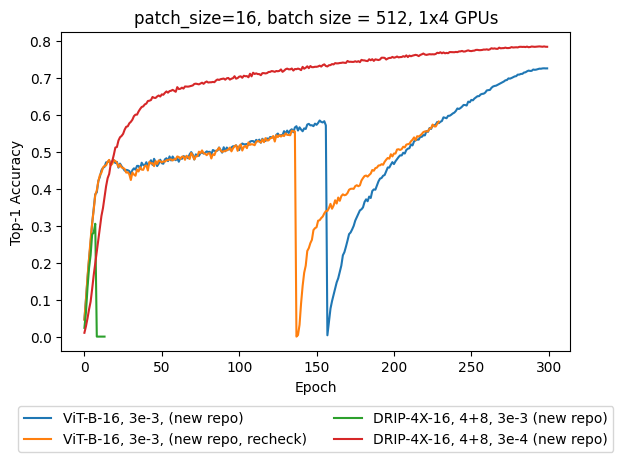 patch_size=16, batch size = 512, 1x4 GPUs
Top-1 Accuracy
0.8
0.7
0.6
0.5
0.4
0.3
0.2
0.1
0.0
0 50 100 150 200 250 300
Epoch
ViT-B-16, 3e-3, (new repo)
ViT-B-16, 3e-3, (new repo, recheck)
DRIP-4X-16, 4+8, 3e-3 (new repo)
DRIP-4X-16, 4+8, 3e-4 (new repo)